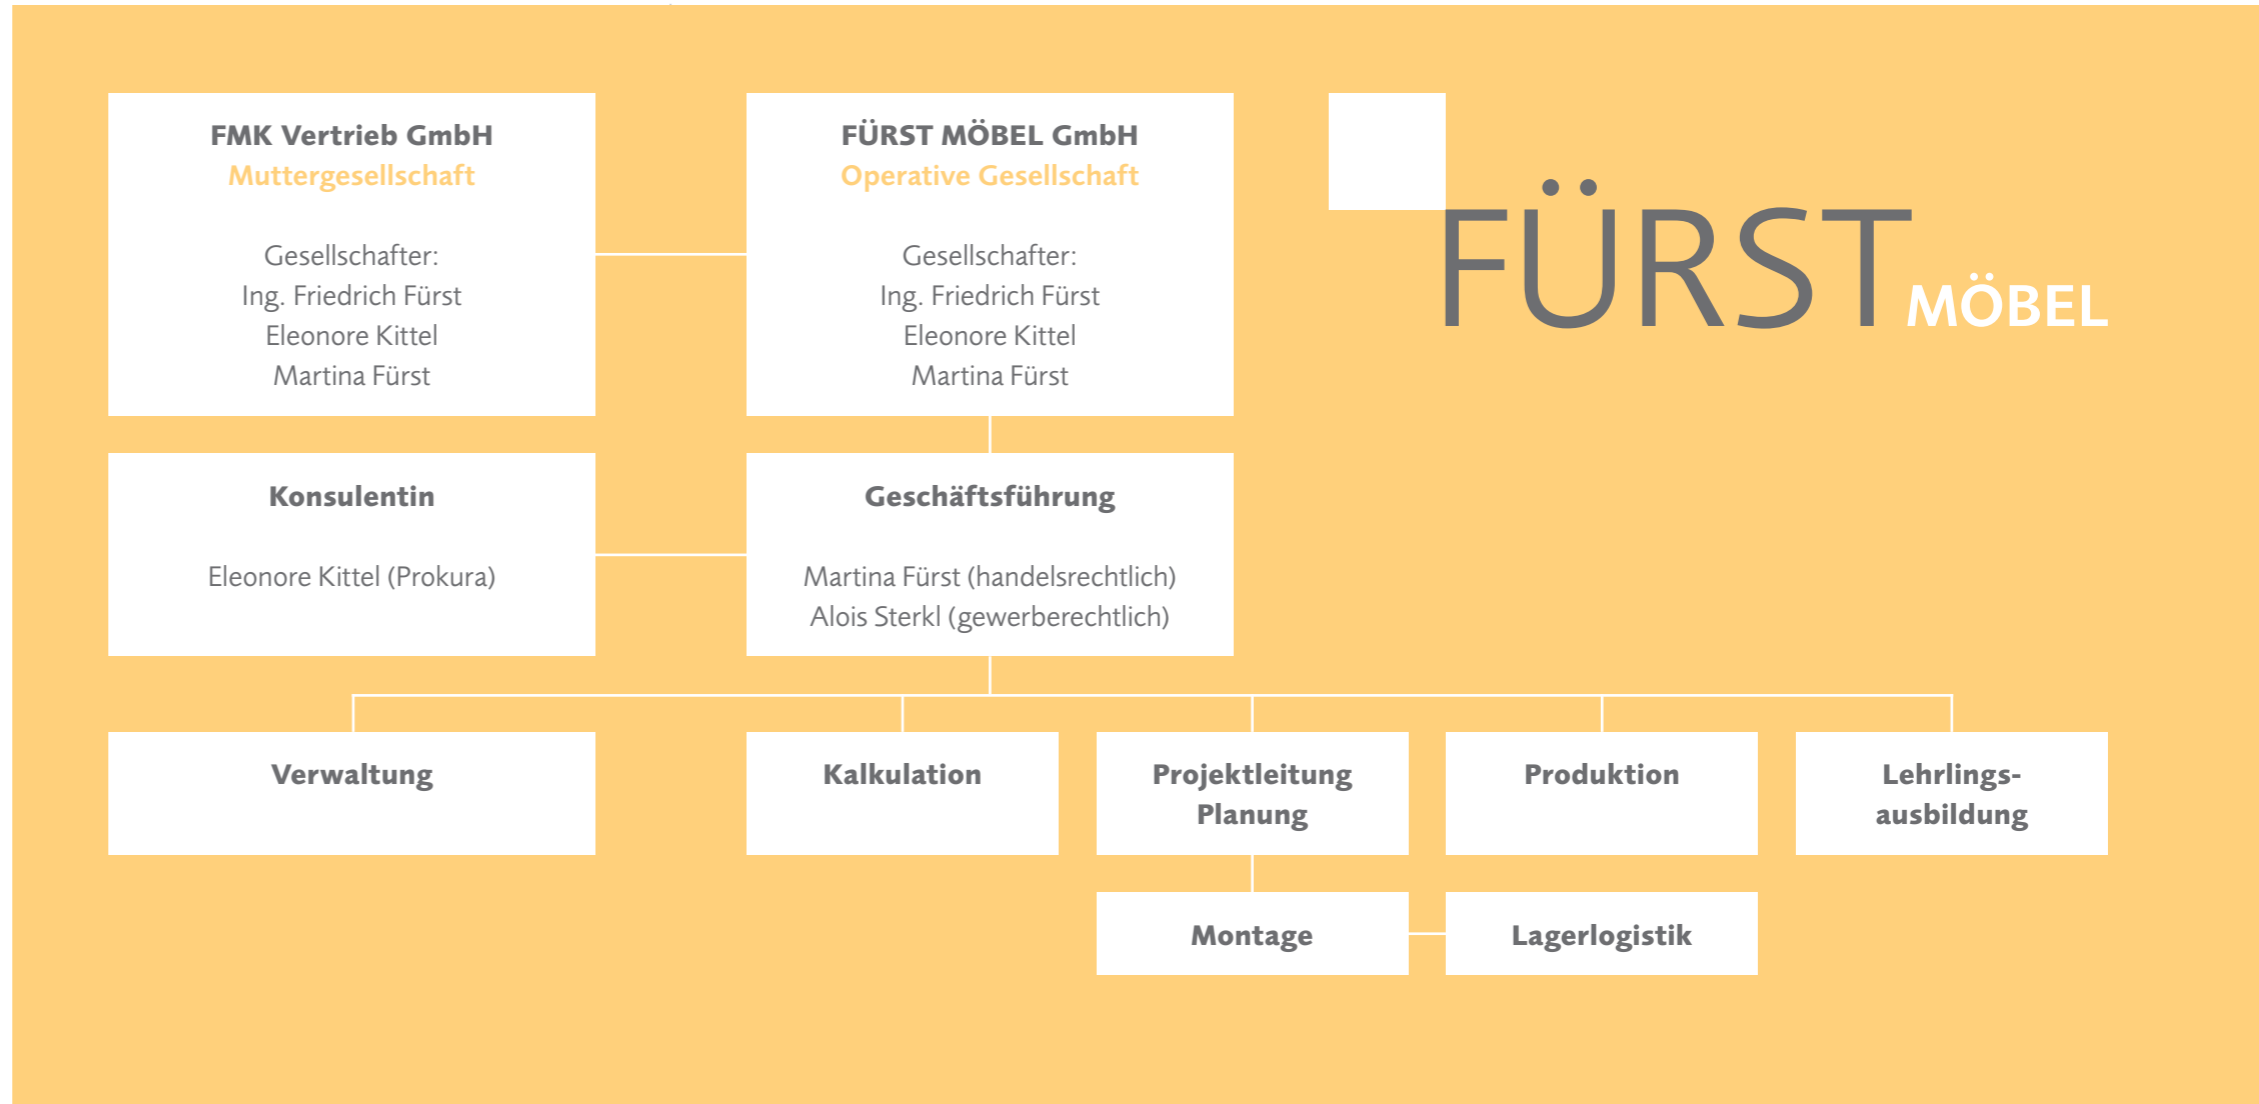 FMK Vertrieb GmbH
Muttergesellschaft
Gesellschafter:
Ing. Friedrich Fürst
Eleonore Kittel
Martina Fürst
FÜRST MÖBEL GmbH
Operative Gesellschaft
Gesellschafter:
Ing. Friedrich Fürst
Eleonore Kittel
Martina Fürst
FÜRST MÖBEL
Konsulentin
Eleonore Kittel (Prokura)
Geschäftsführung
Martina Fürst (handelsrechtlich)
Alois Sterkl (gewerberechtlich)
Verwaltung
Kalkulation
Projektleitung
Planung
Produktion
Lehrlings-
ausbildung
Montage
Lagerlogistik